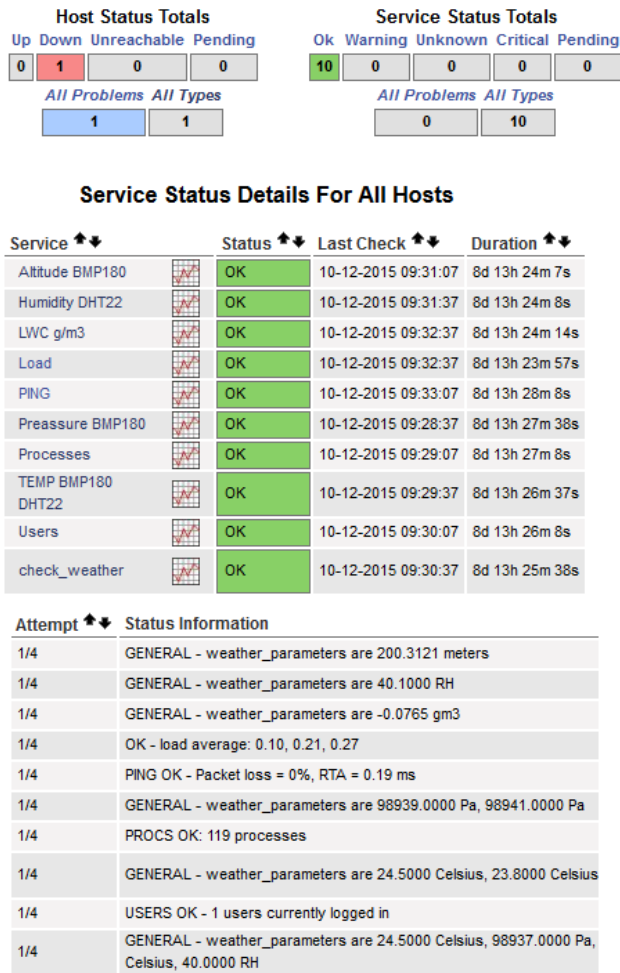 Host Status Totals
Up Down Unreachable Pending
0 1 0 0
All Problems All Types
1 1
Service Status Totals
Ok Warning Unknown Critical Pending
10 0 0 0 0
All Problems All Types
0 10
Service Status Details For All Hosts
Service Status Last Check Duration
Altitude BMP180 OK 10-12-2015 09:31:07 8d 13h 24m 7s
Humidity DHT22 OK 10-12-2015 09:31:37 8d 13h 24m 8s
LWC g/m3 OK 10-12-2015 09:32:37 8d 13h 24m 14s
Load OK 10-12-2015 09:32:37 8d 13h 23m 57s
PING OK 10-12-2015 09:33:07 8d 13h 28m 8s
Preassure BMP180 OK 10-12-2015 09:28:37 8d 13h 27m 38s
Processes OK 10-12-2015 09:29:07 8d 13h 27m 8s
TEMP BMP180
DHT22 OK 10-12-2015 09:29:37 8d 13h 26m 37s
Users OK 10-12-2015 09:30:07 8d 13h 26m 8s
check_weather OK 10-12-2015 09:30:37 8d 13h 25m 38s
Attempt Status Information
1/4 GENERAL - weather_parameters are 200.3121 meters
1/4 GENERAL - weather_parameters are 40.1000 RH
1/4 GENERAL - weather_parameters are -0.0765 gm3
1/4 OK - load average: 0.10, 0.21, 0.27
1/4 PING OK - Packet loss = 0%, RTA = 0.19 ms
1/4 GENERAL - weather_parameters are 98939.0000 Pa, 98941.0000 Pa
1/4 PROCS OK: 119 processes
1/4 GENERAL - weather_parameters are 24.5000 Celsius, 23.8000 Celsius
1/4 USERS OK - 1 users currently logged in
1/4 GENERAL - weather_parameters are 24.5000 Celsius, 98937.0000 Pa,
Celsius, 40.0000 RH